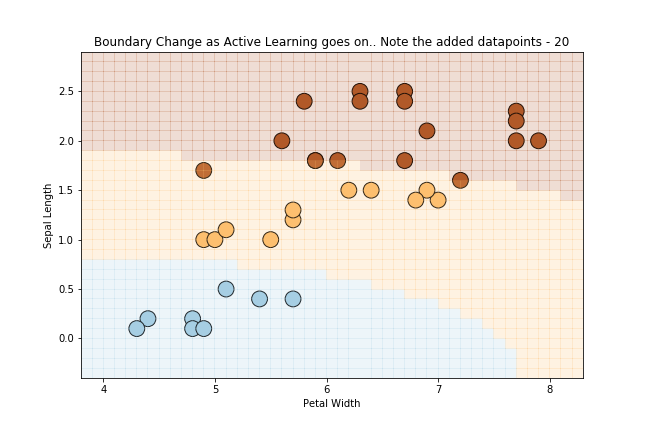 Boundary Change as Active Learning goes on.. Note the added datapoints - 20
2.5
2.0
1.5
1.0
0.5
0.0
Sepal Length
4 5 6 7 8
Petal Width